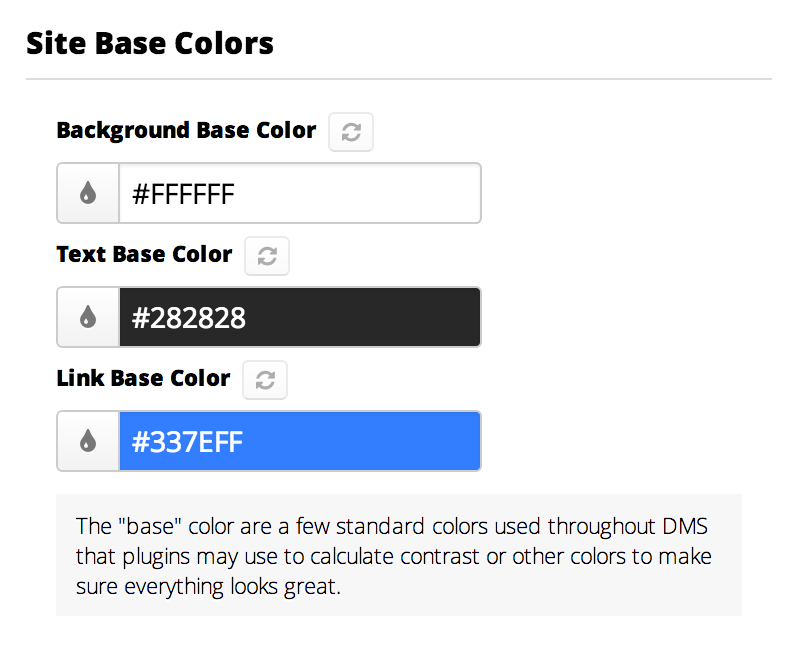 Site Base Colors
Background Base Color
#FFFFFF
Text Base Color
#282828
Link Base Color
#337EFF
The "base" color are a few standard colors used throughout DMS
that plugins may use to calculate contrast or other colors to make
sure everything looks great.